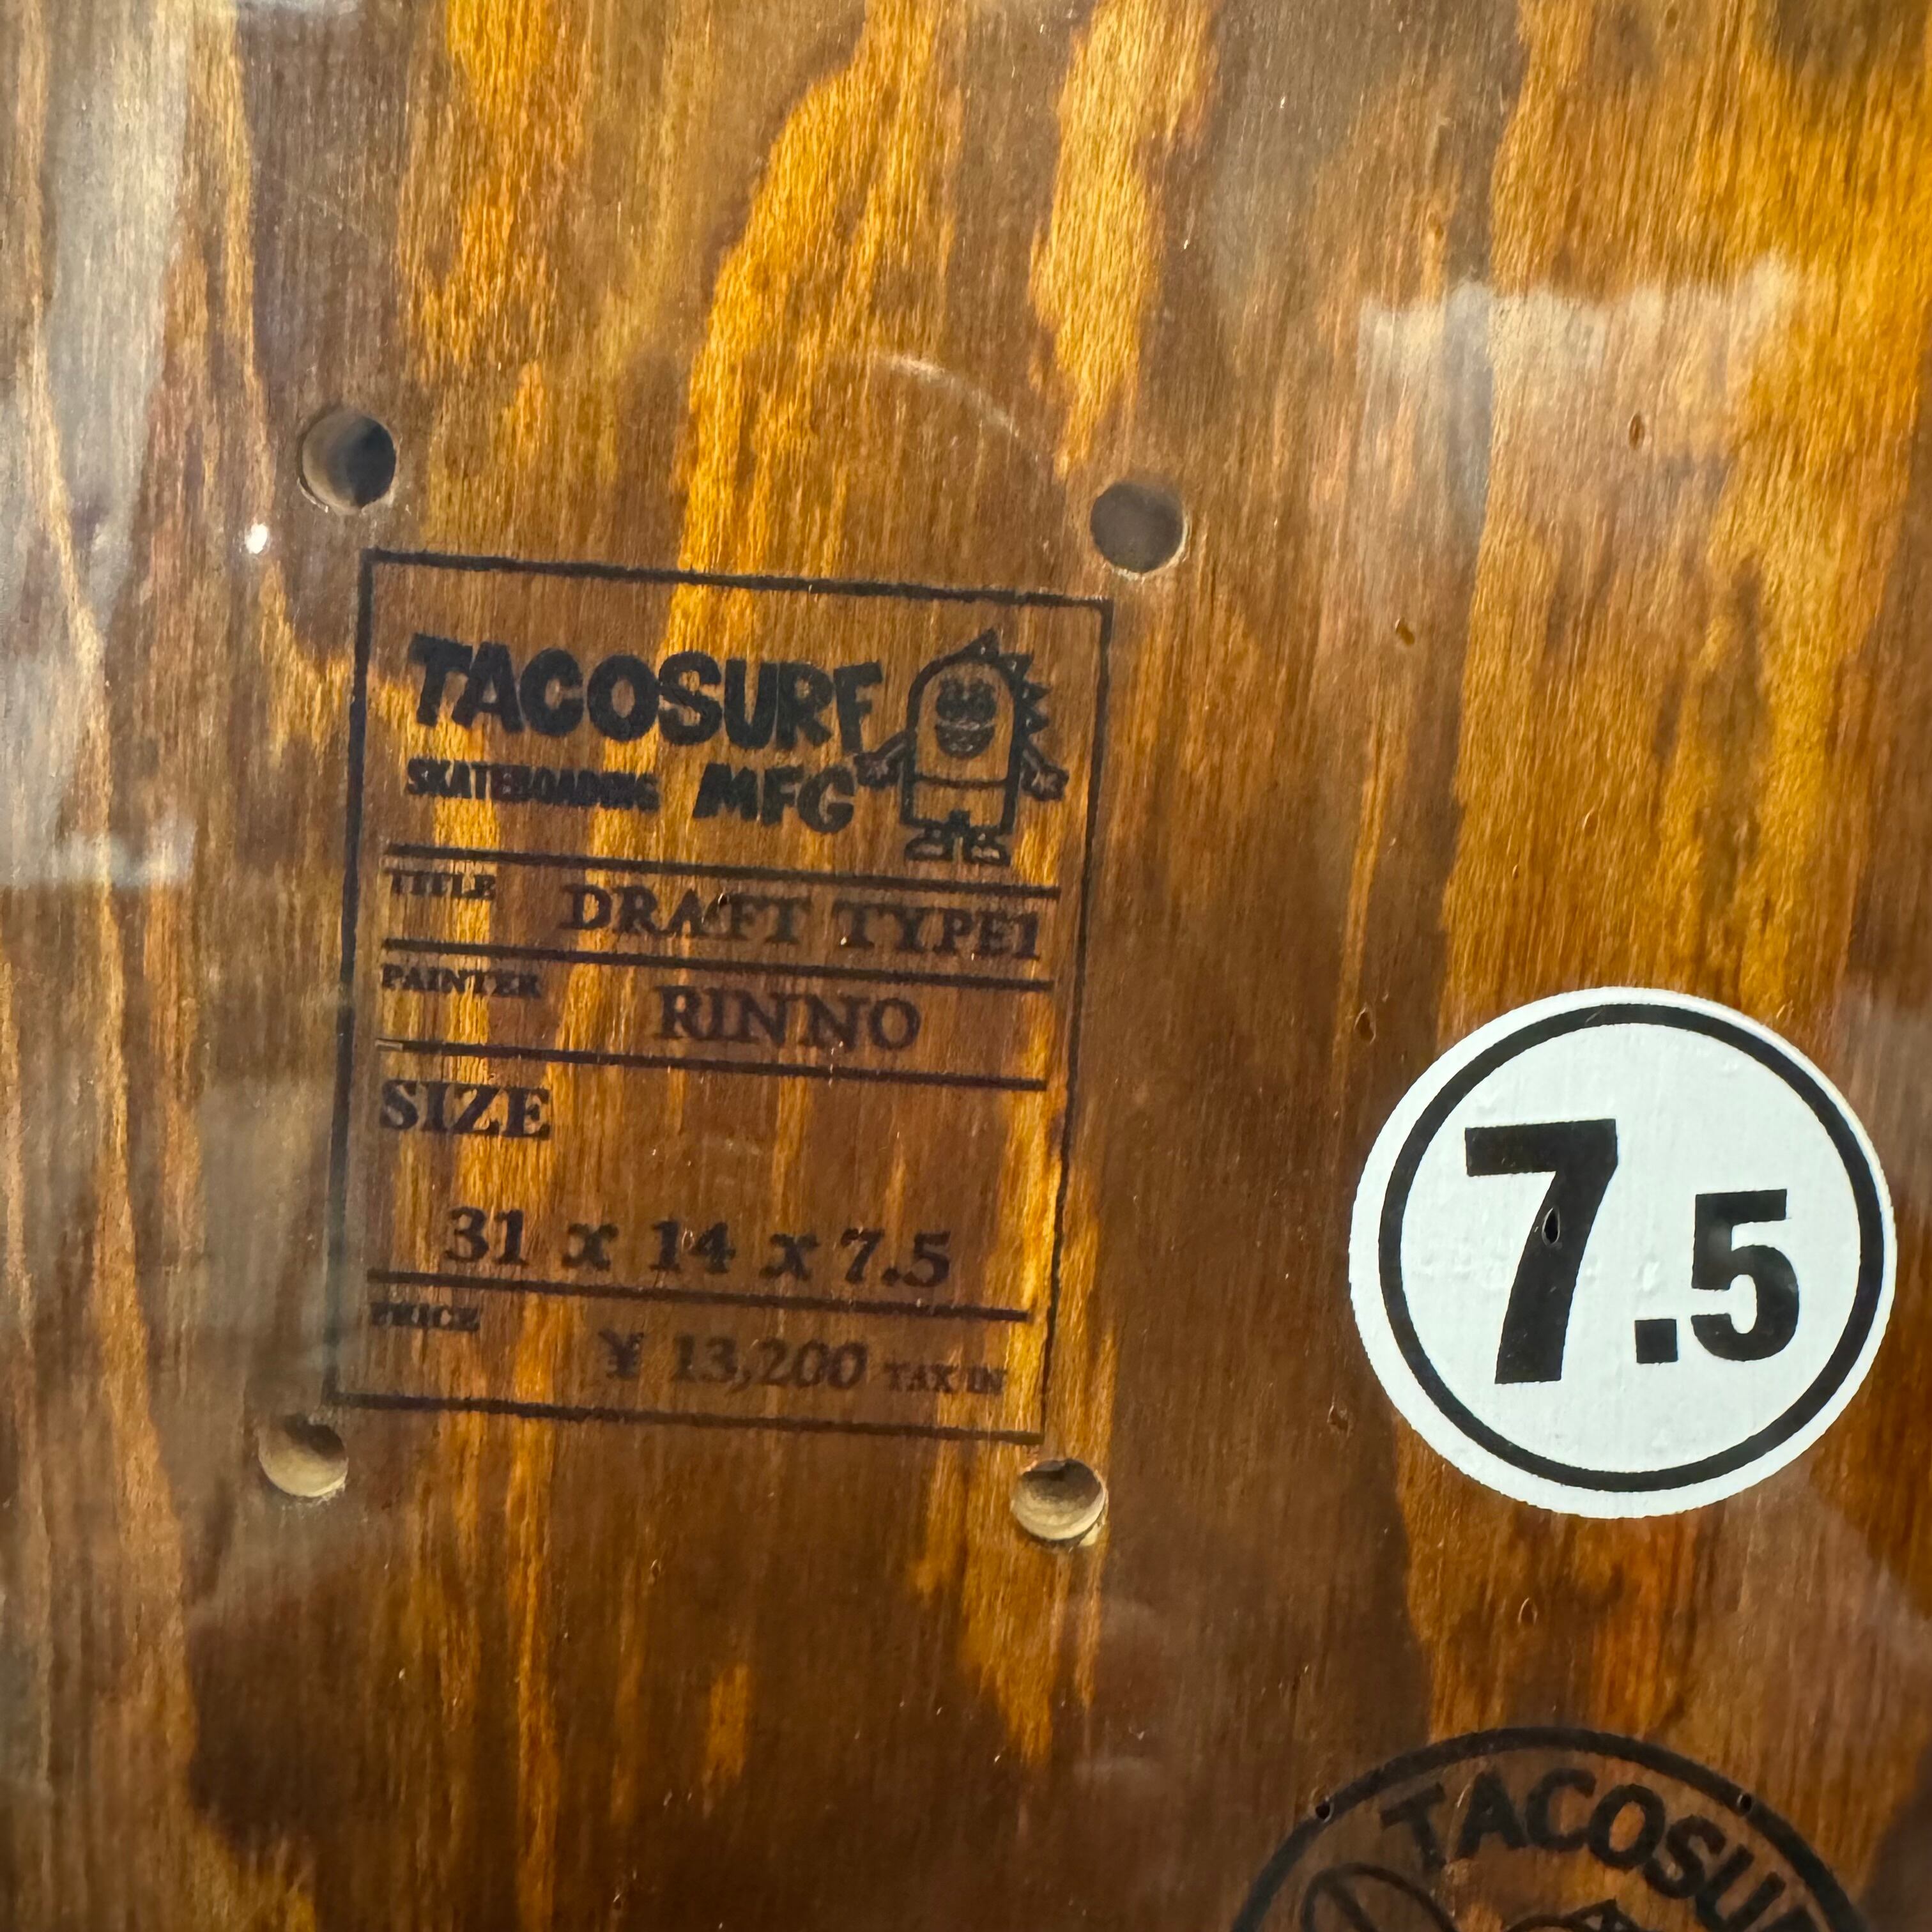 TACOSURF
SKATEBOARDING MFG
TITLE DRAFT TYPE1
PAINTER RINNO
SIZE
31 x 14 x 7.5
PRICE ¥ 13,200 TAX IN
7.5
TACOSU